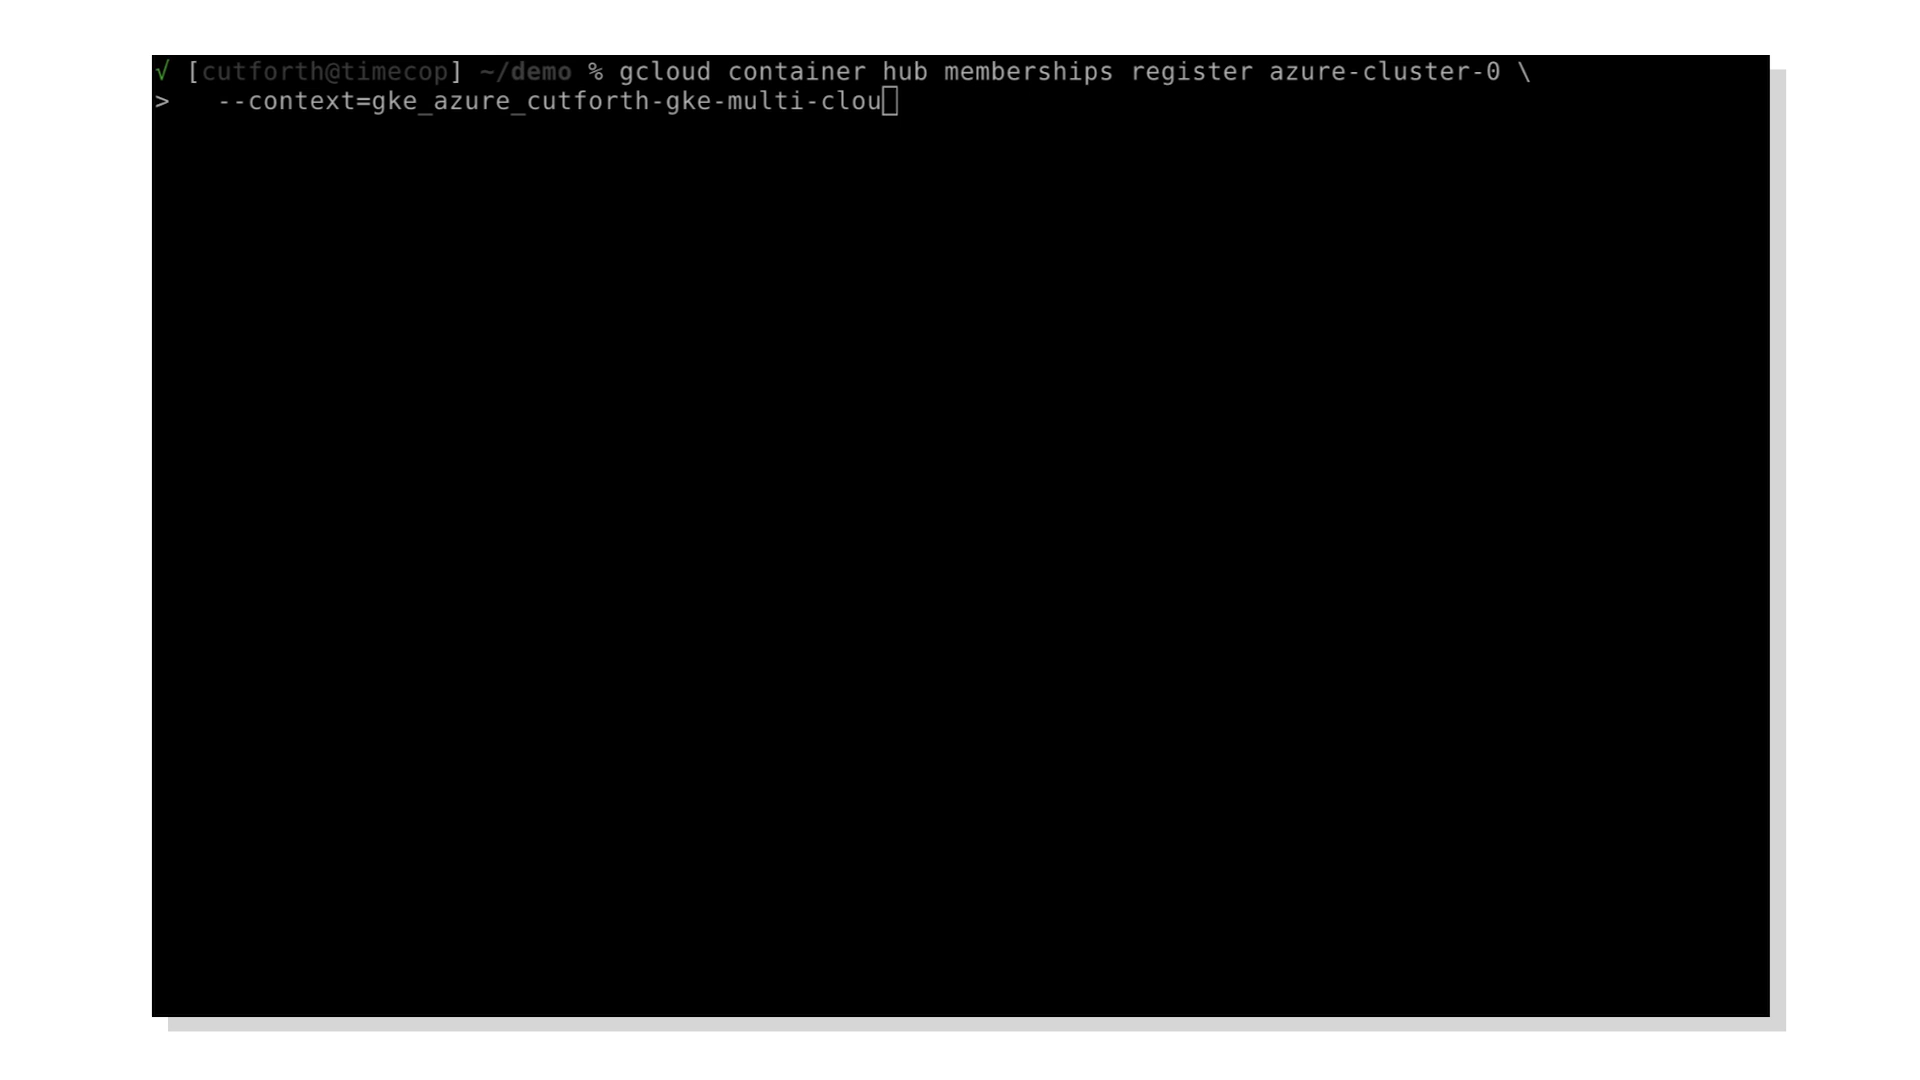 √ [cutforth@timecop] ~/demo % gcloud container hub memberships register azure-cluster-0 \
>   --context=gke_azure_cutforth-gke-multi-clou